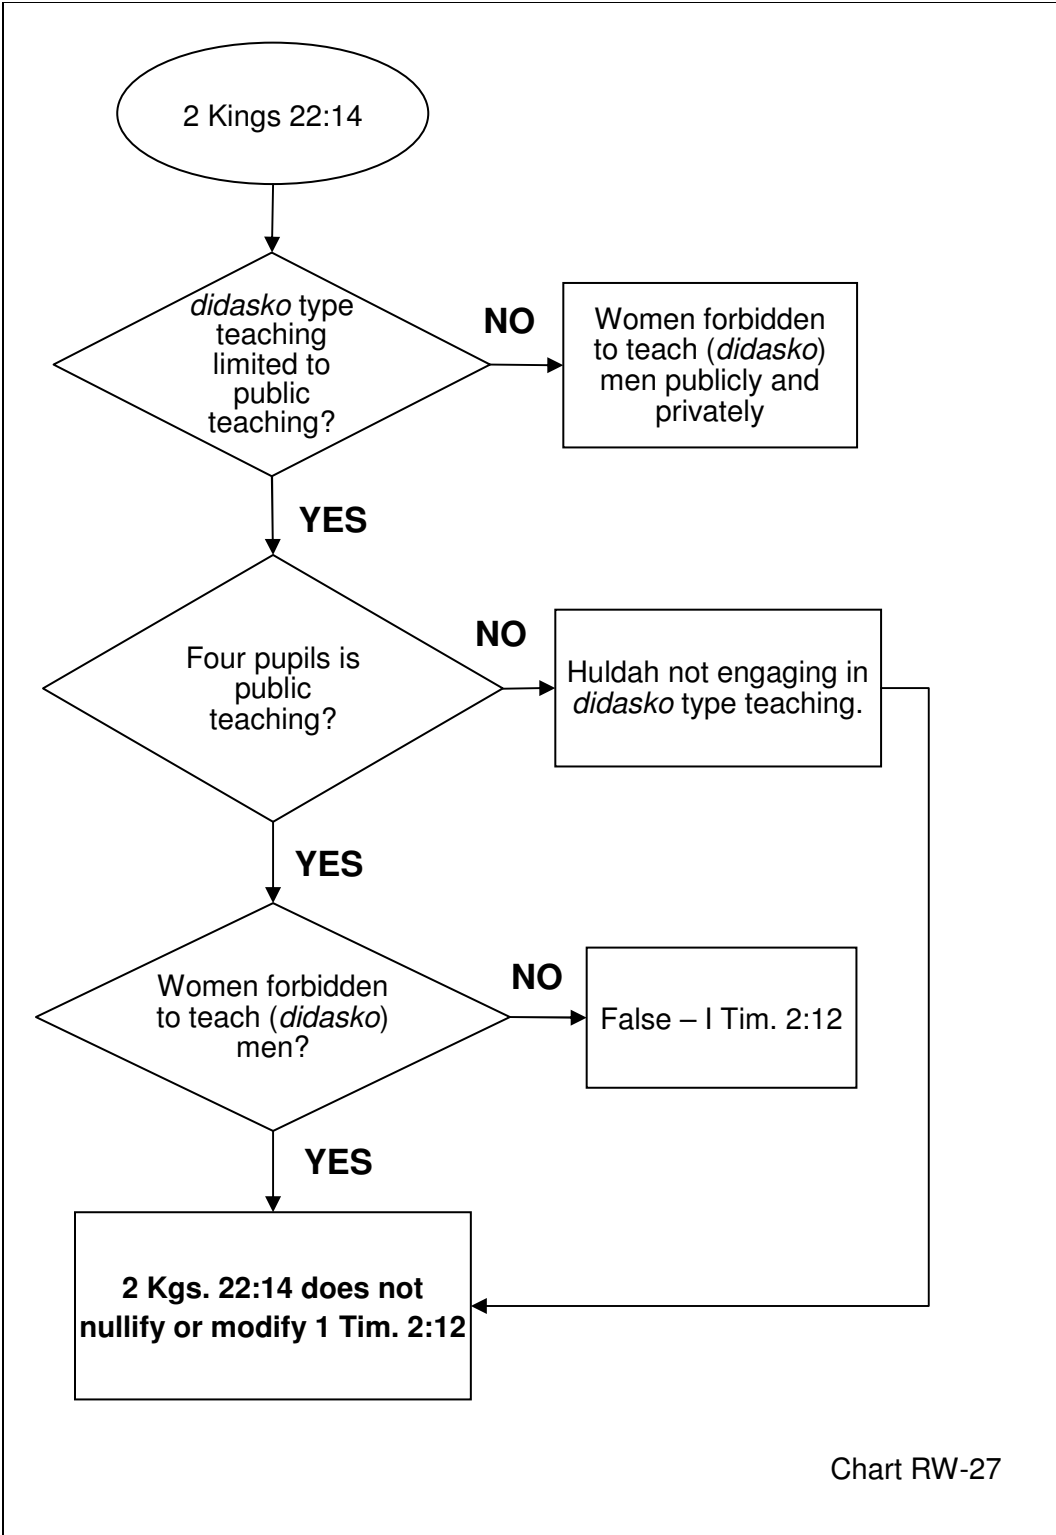 2 Kings 22:14
didasko type
teaching
limited to
public
teaching?
NO
Women forbidden
to teach (didasko)
men publicly and
privately
YES
Four pupils is
public
teaching?
NO
Huldah not engaging in
didasko type teaching.
YES
Women forbidden
to teach (didasko)
men?
NO
False – I Tim. 2:12
YES
2 Kgs. 22:14 does not
nullify or modify 1 Tim. 2:12
Chart RW-27